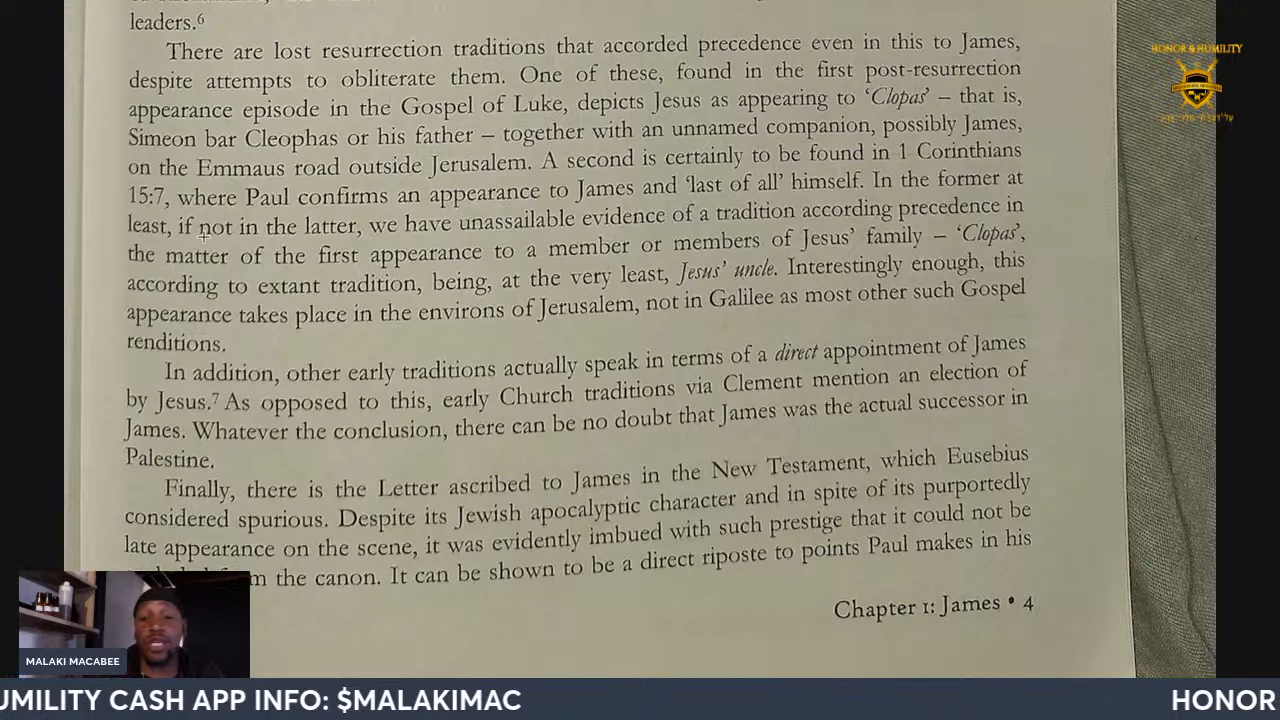 leaders.⁶
There are lost resurrection traditions that accorded precedence even in this to James,
despite attempts to obliterate them. One of these, found in the first post-resurrection
appearance episode in the Gospel of Luke, depicts Jesus as appearing to ‘Clopas’ – that is,
Simeon bar Cleophas or his father – together with an unnamed companion, possibly James,
on the Emmaus road outside Jerusalem. A second is certainly to be found in 1 Corinthians
15:7, where Paul confirms an appearance to James and ‘last of all’ himself. In the former at
least, if not in the latter, we have unassailable evidence of a tradition according precedence in
the matter of the first appearance to a member or members of Jesus’ family – ‘Clopas’,
according to extant tradition, being, at the very least, Jesus’ uncle. Interestingly enough, this
appearance takes place in the environs of Jerusalem, not in Galilee as most other such Gospel
renditions.
In addition, other early traditions actually speak in terms of a direct appointment of James
by Jesus.⁷ As opposed to this, early Church traditions via Clement mention an election of
James. Whatever the conclusion, there can be no doubt that James was the actual successor in
Palestine.
Finally, there is the Letter ascribed to James in the New Testament, which Eusebius
considered spurious. Despite its Jewish apocalyptic character and in spite of its purportedly
late appearance on the scene, it was evidently imbued with such prestige that it could not be
the canon. It can be shown to be a direct riposte to points Paul makes in his
Chapter 1: James • 4
HONOR & HUMILITY
MALAKI MACABEE
UMILITY CASH APP INFO: $MALAKIMAC
HONOR